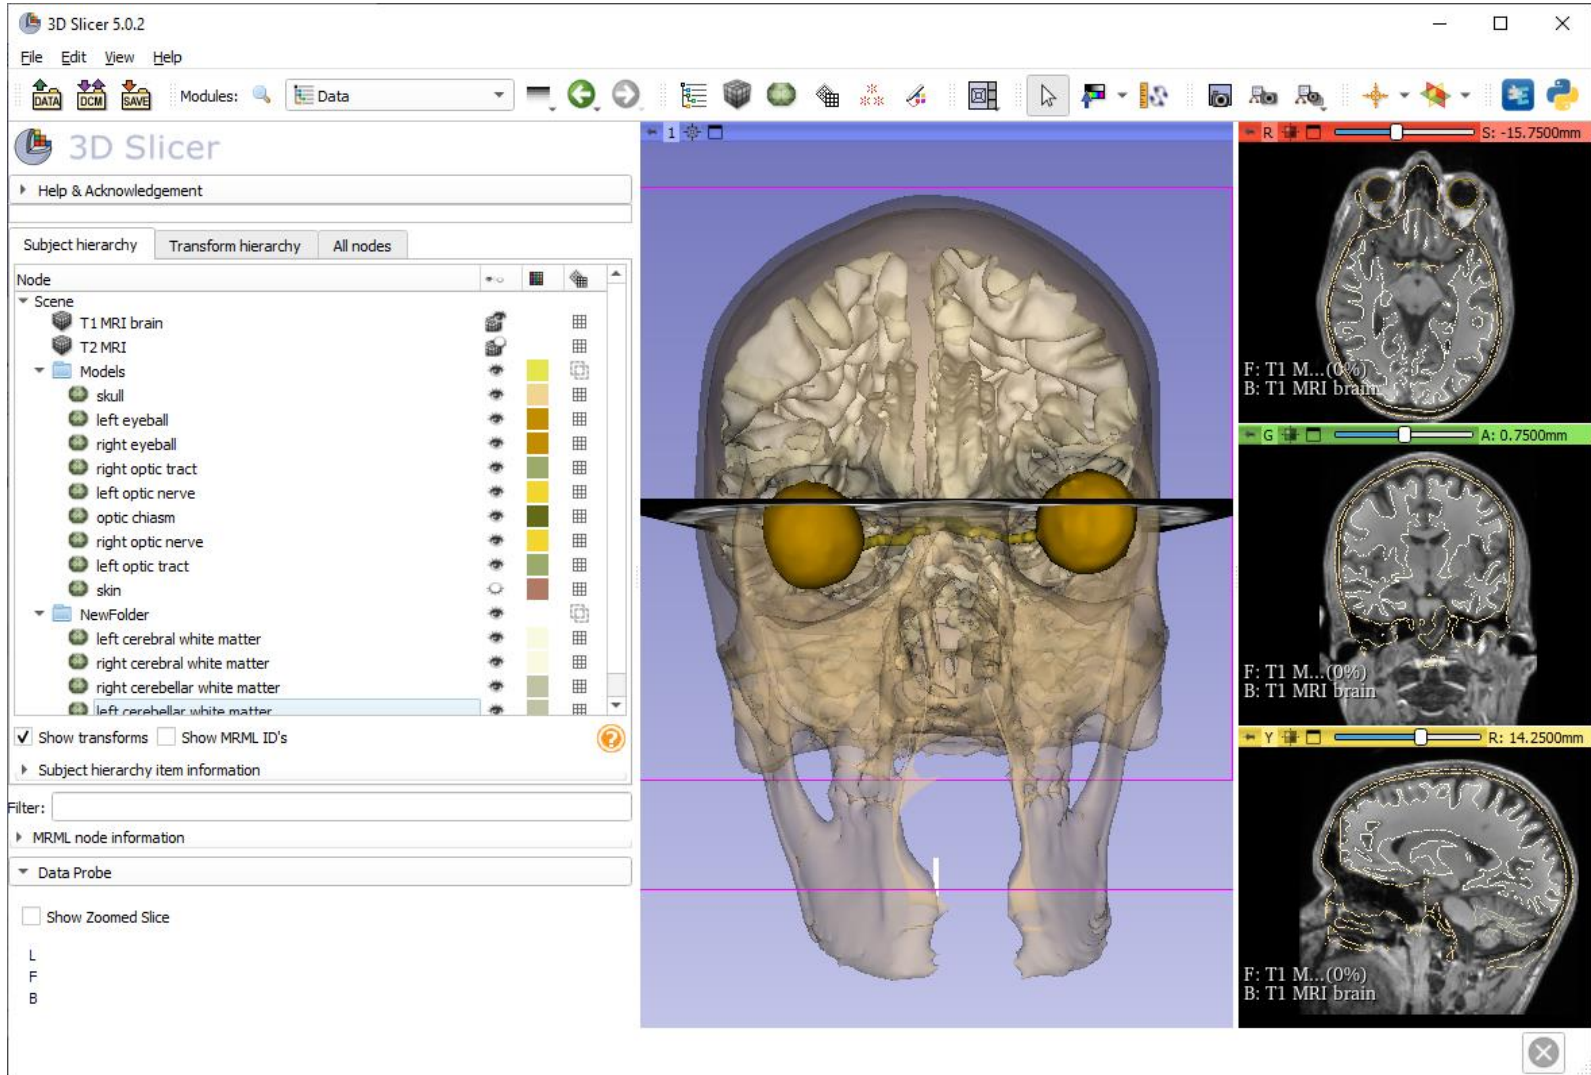 3D Slicer 5.0.2
File Edit View Help
DATA DCM SAVE Modules: Data
3D Slicer
Help & Acknowledgement
Subject hierarchy Transform hierarchy All nodes
Node
Scene
T1 MRI brain
T2 MRI
Models
skull
left eyeball
right eyeball
right optic tract
left optic nerve
optic chiasm
right optic nerve
left optic tract
skin
NewFolder
left cerebral white matter
right cerebral white matter
right cerebellar white matter
left cerebellar white matter
Show transforms Show MRML ID's
Subject hierarchy item information
Filter:
MRML node information
Data Probe
Show Zoomed Slice
L
F
B
1
R S: -15.7500mm
F: T1 M...(0%)
B: T1 MRI brain
G A: 0.7500mm
F: T1 M...(0%)
B: T1 MRI brain
Y R: 14.2500mm
F: T1 M...(0%)
B: T1 MRI brain